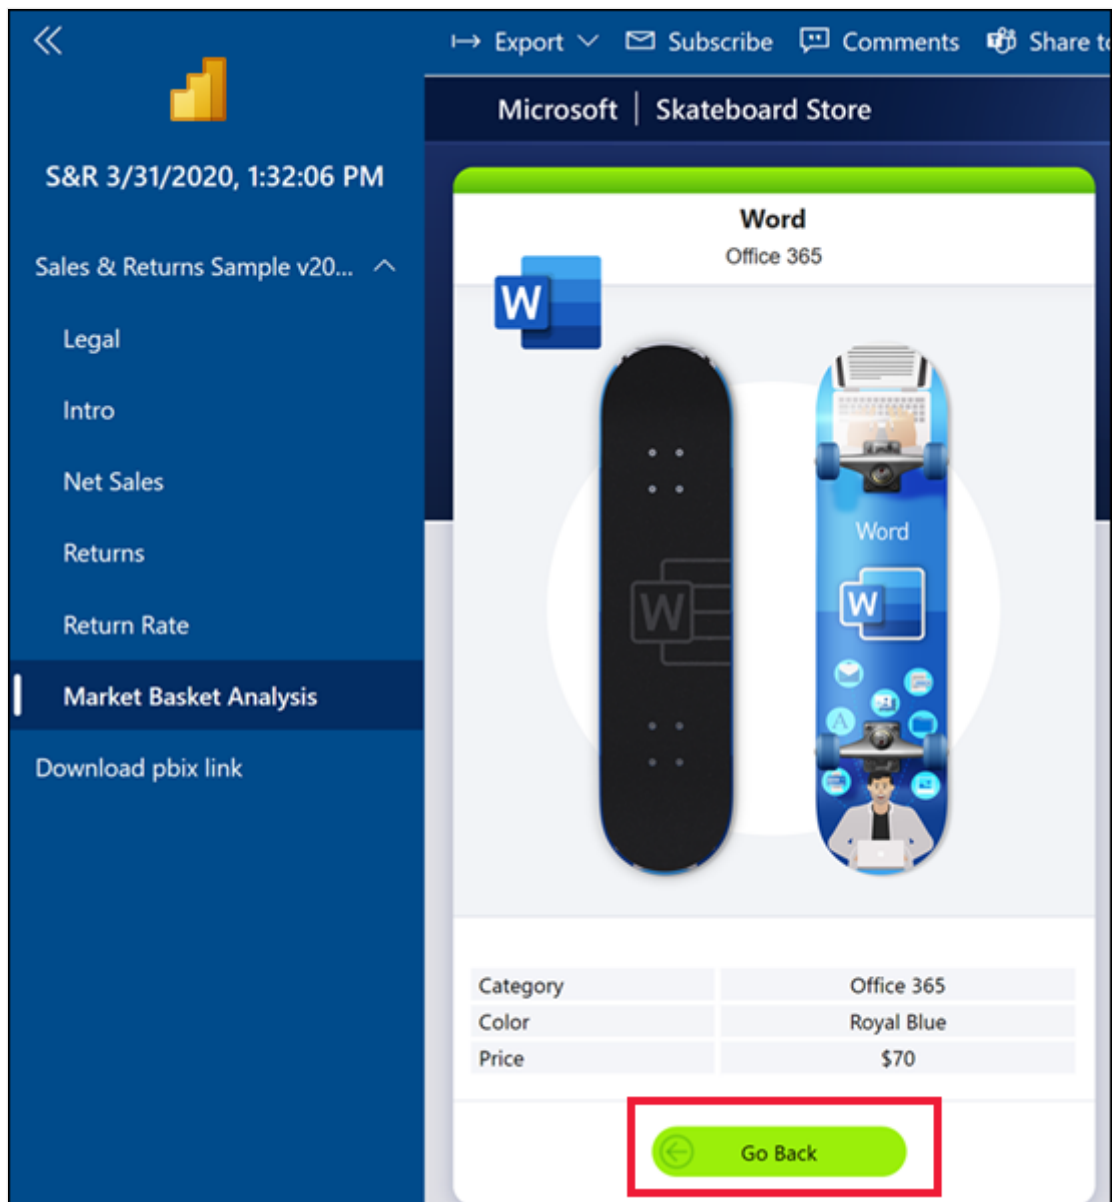 Export Subscribe Comments Share to
Microsoft | Skateboard Store
S&R 3/31/2020, 1:32:06 PM
Sales & Returns Sample v20...
Legal
Intro
Net Sales
Returns
Return Rate
Market Basket Analysis
Download pbix link
Word
Office 365
W
W
Word
W
A
Category Office 365
Color Royal Blue
Price $70
Go Back